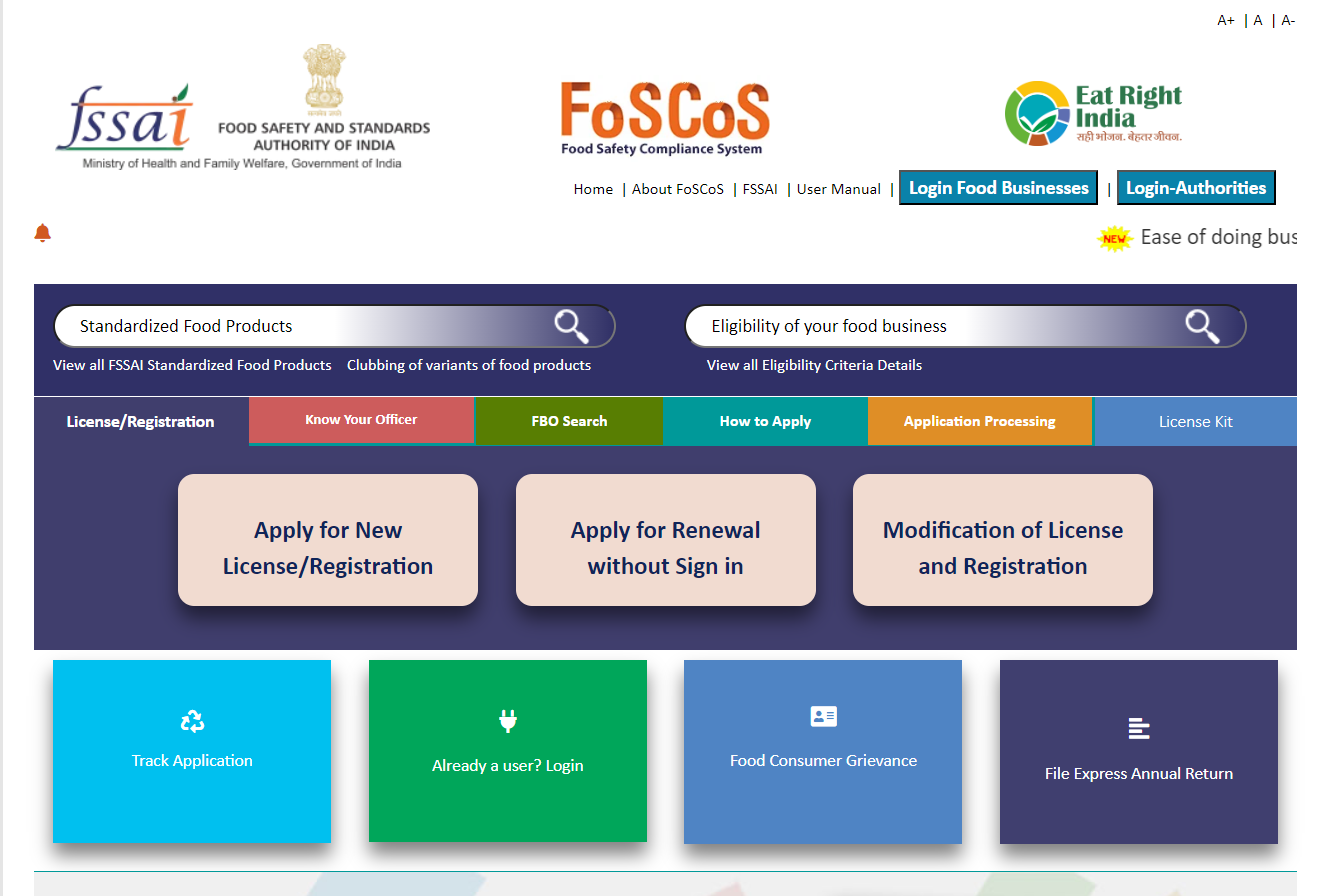 A+ | A | A-
fssai
FOOD SAFETY AND STANDARDS
AUTHORITY OF INDIA
Ministry of Health and Family Welfare, Government of India
FoSCoS
Food Safety Compliance System
Eat Right
India
सही भोजन. बेहतर जीवन.
Home | About FoSCoS | FSSAI | User Manual | Login Food Businesses | Login-Authorities
NEW Ease of doing bus
Standardized Food Products
Eligibility of your food business
View all FSSAI Standardized Food Products Clubbing of variants of food products
View all Eligibility Criteria Details
License/Registration Know Your Officer FBO Search How to Apply Application Processing License Kit
Apply for New
License/Registration
Apply for Renewal
without Sign in
Modification of License
and Registration
Track Application
Already a user? Login
Food Consumer Grievance
File Express Annual Return